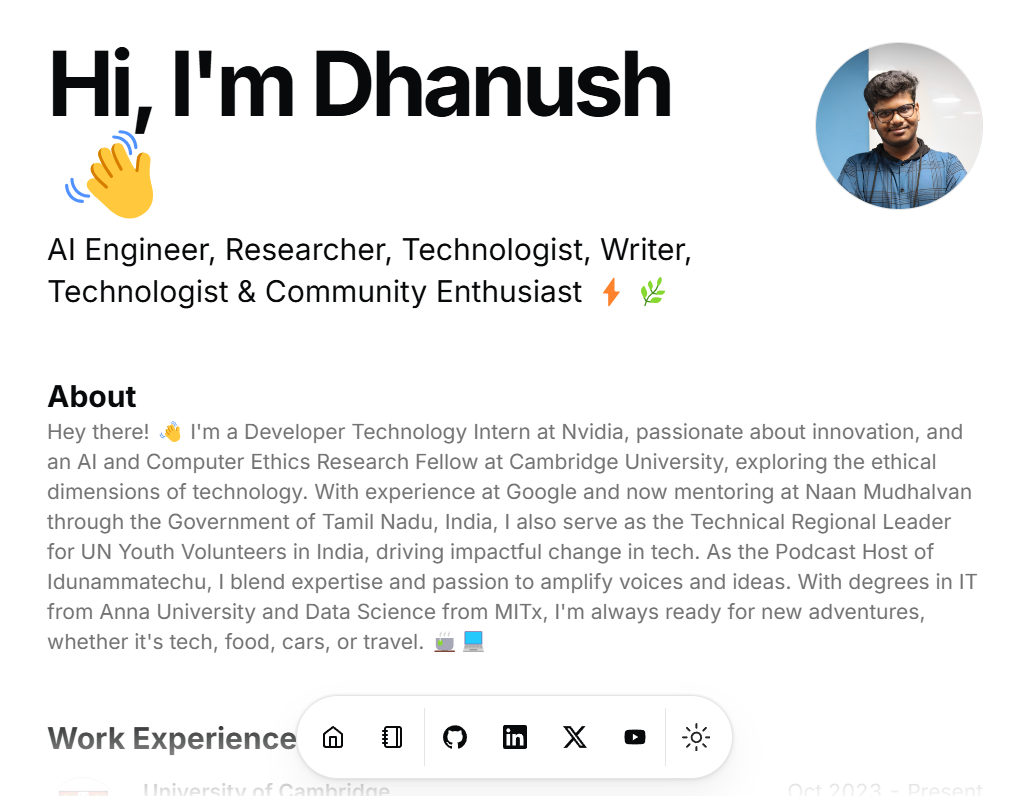 Hi, I'm Dhanush
👋
AI Engineer, Researcher, Technologist, Writer,
Technologist & Community Enthusiast ⚡ 🌿
About
Hey there! 👋 I'm a Developer Technology Intern at Nvidia, passionate about innovation, and
an AI and Computer Ethics Research Fellow at Cambridge University, exploring the ethical
dimensions of technology. With experience at Google and now mentoring at Naan Mudhalvan
through the Government of Tamil Nadu, India, I also serve as the Technical Regional Leader
for UN Youth Volunteers in India, driving impactful change in tech. As the Podcast Host of
Idunammatechu, I blend expertise and passion to amplify voices and ideas. With degrees in IT
from Anna University and Data Science from MITx, I'm always ready for new adventures,
whether it's tech, food, cars, or travel. 🍵 💻
Work Experience
University of Cambridge Oct 2023 - Present